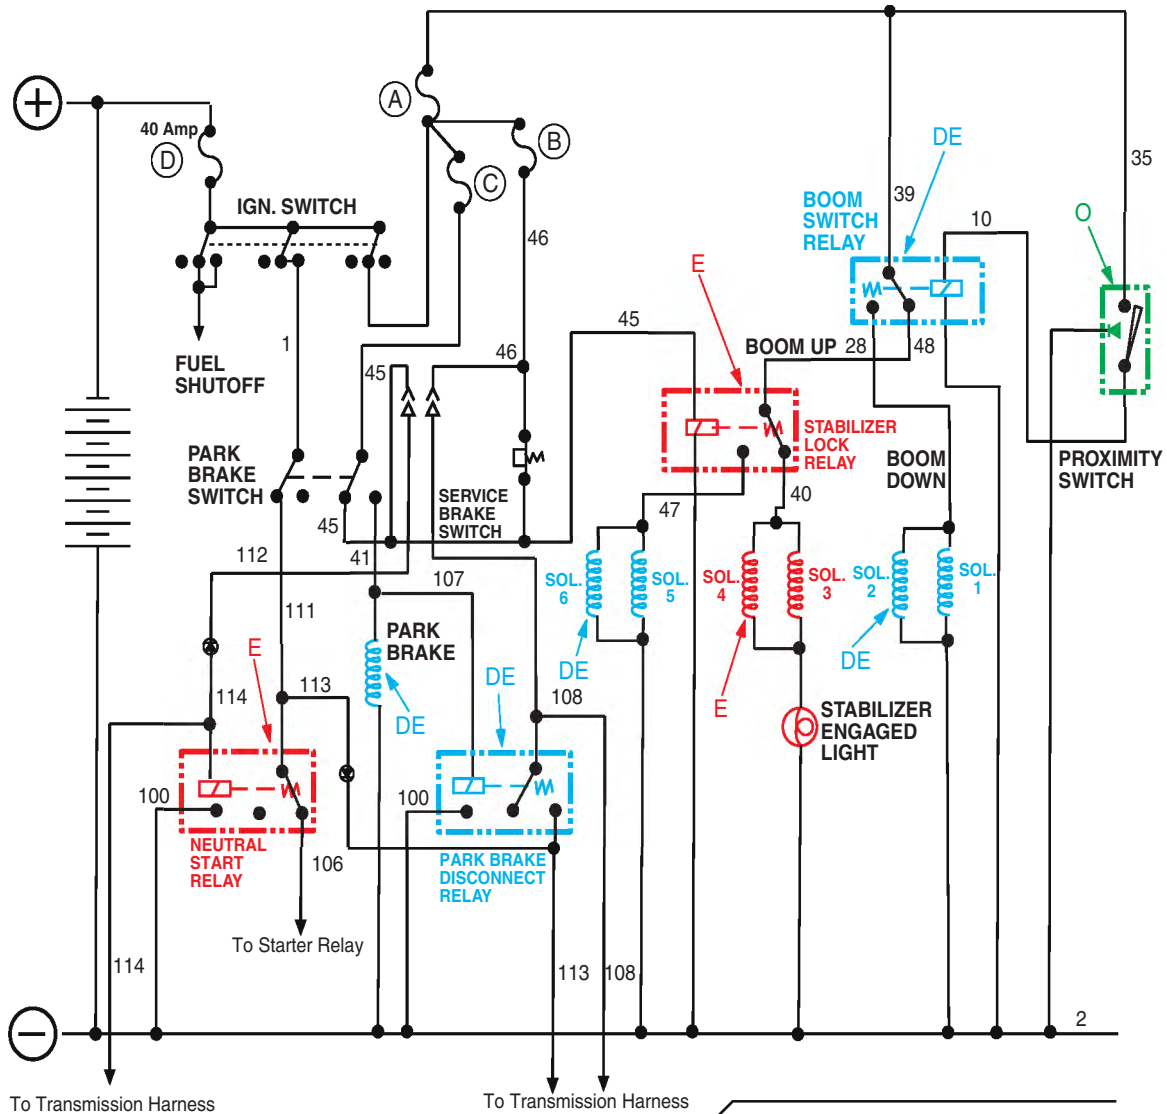 +
40 Amp
D
A
B
C
IGN. SWITCH
46
39
35
DE
BOOM
SWITCH
RELAY
10
O
E
FUEL
SHUTOFF
1
45
46
45
BOOM UP
28
48
PARK
BRAKE
SWITCH
STABILIZER
LOCK
RELAY
BOOM
DOWN
PROXIMITY
SWITCH
SERVICE
BRAKE
SWITCH
45
47
40
112
41
107
111
SOL.
6
SOL.
5
SOL.
4
SOL.
3
SOL.
2
SOL.
1
PARK
BRAKE
E
DE
DE
DE
DE
E
114
113
108
STABILIZER
ENGAGED
LIGHT
100
100
NEUTRAL
START
RELAY
106
PARK BRAKE
DISCONNECT
RELAY
To Starter Relay
114
113
108
–
2
To Transmission Harness
To Transmission Harness